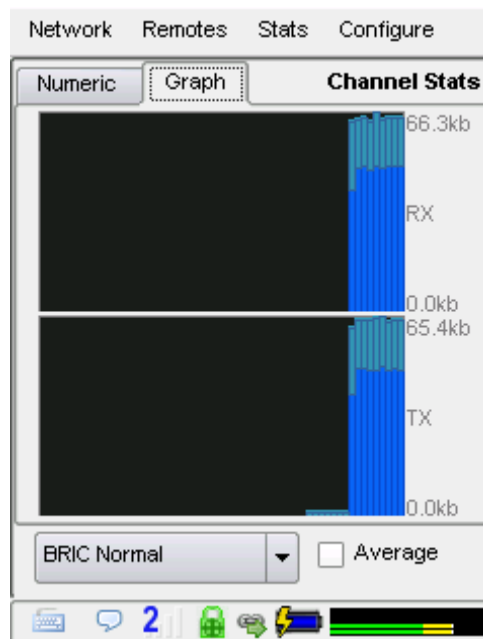 Network Remotes Stats Configure
Numeric Graph Channel Stats
66.3kb
RX
0.0kb
65.4kb
TX
0.0kb
BRIC Normal Average
2